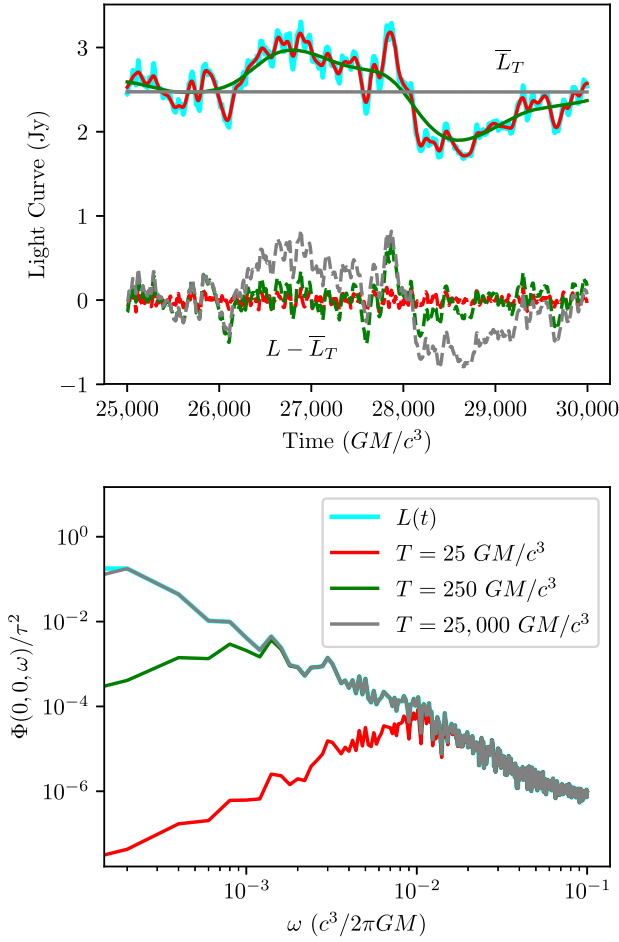 3
2
1
0
−1
Light Curve (Jy)
L̅_T
L − L̅_T
25,000 26,000 27,000 28,000 29,000 30,000
Time (GM/c³)
10⁰
10⁻²
10⁻⁴
10⁻⁶
Φ(0, 0, ω)/τ²
L(t)
T = 25 GM/c³
T = 250 GM/c³
T = 25,000 GM/c³
10⁻³ 10⁻² 10⁻¹
ω (c³/2πGM)